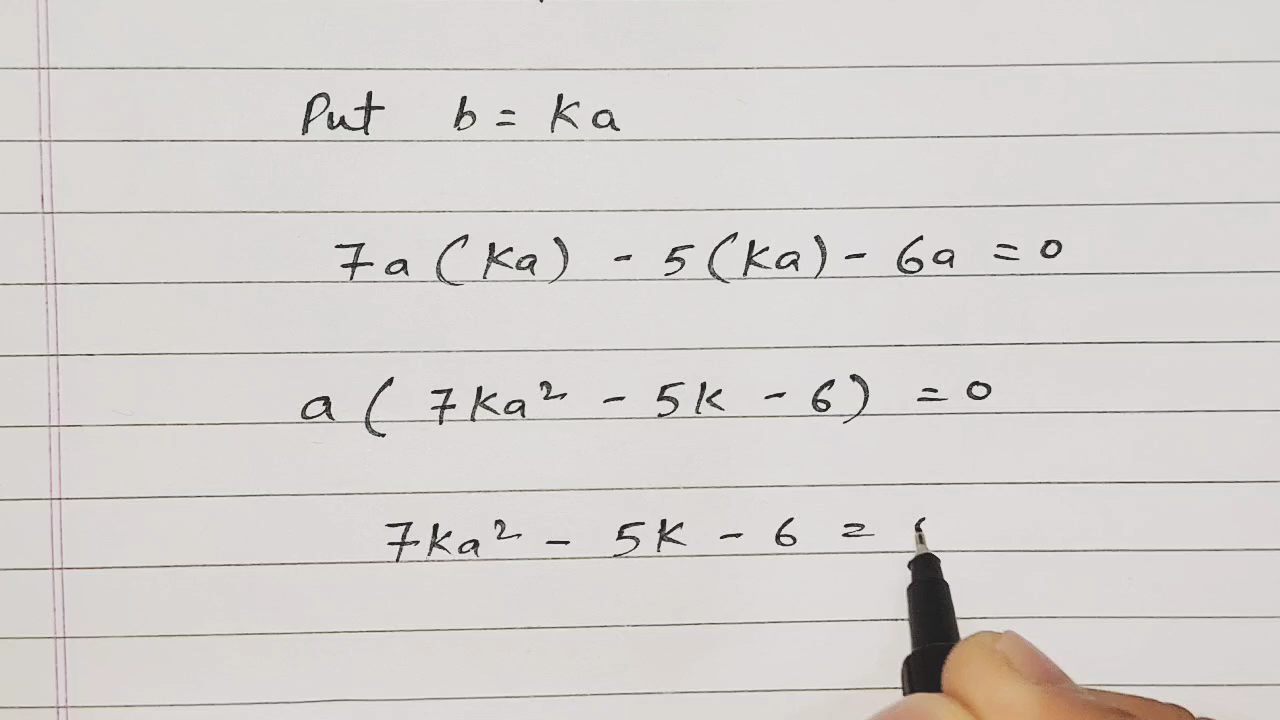 Put b = Ka
7a (Ka) - 5 (Ka) - 6a = 0
a ( 7Ka² - 5K - 6 ) = 0
7Ka² - 5K - 6 =